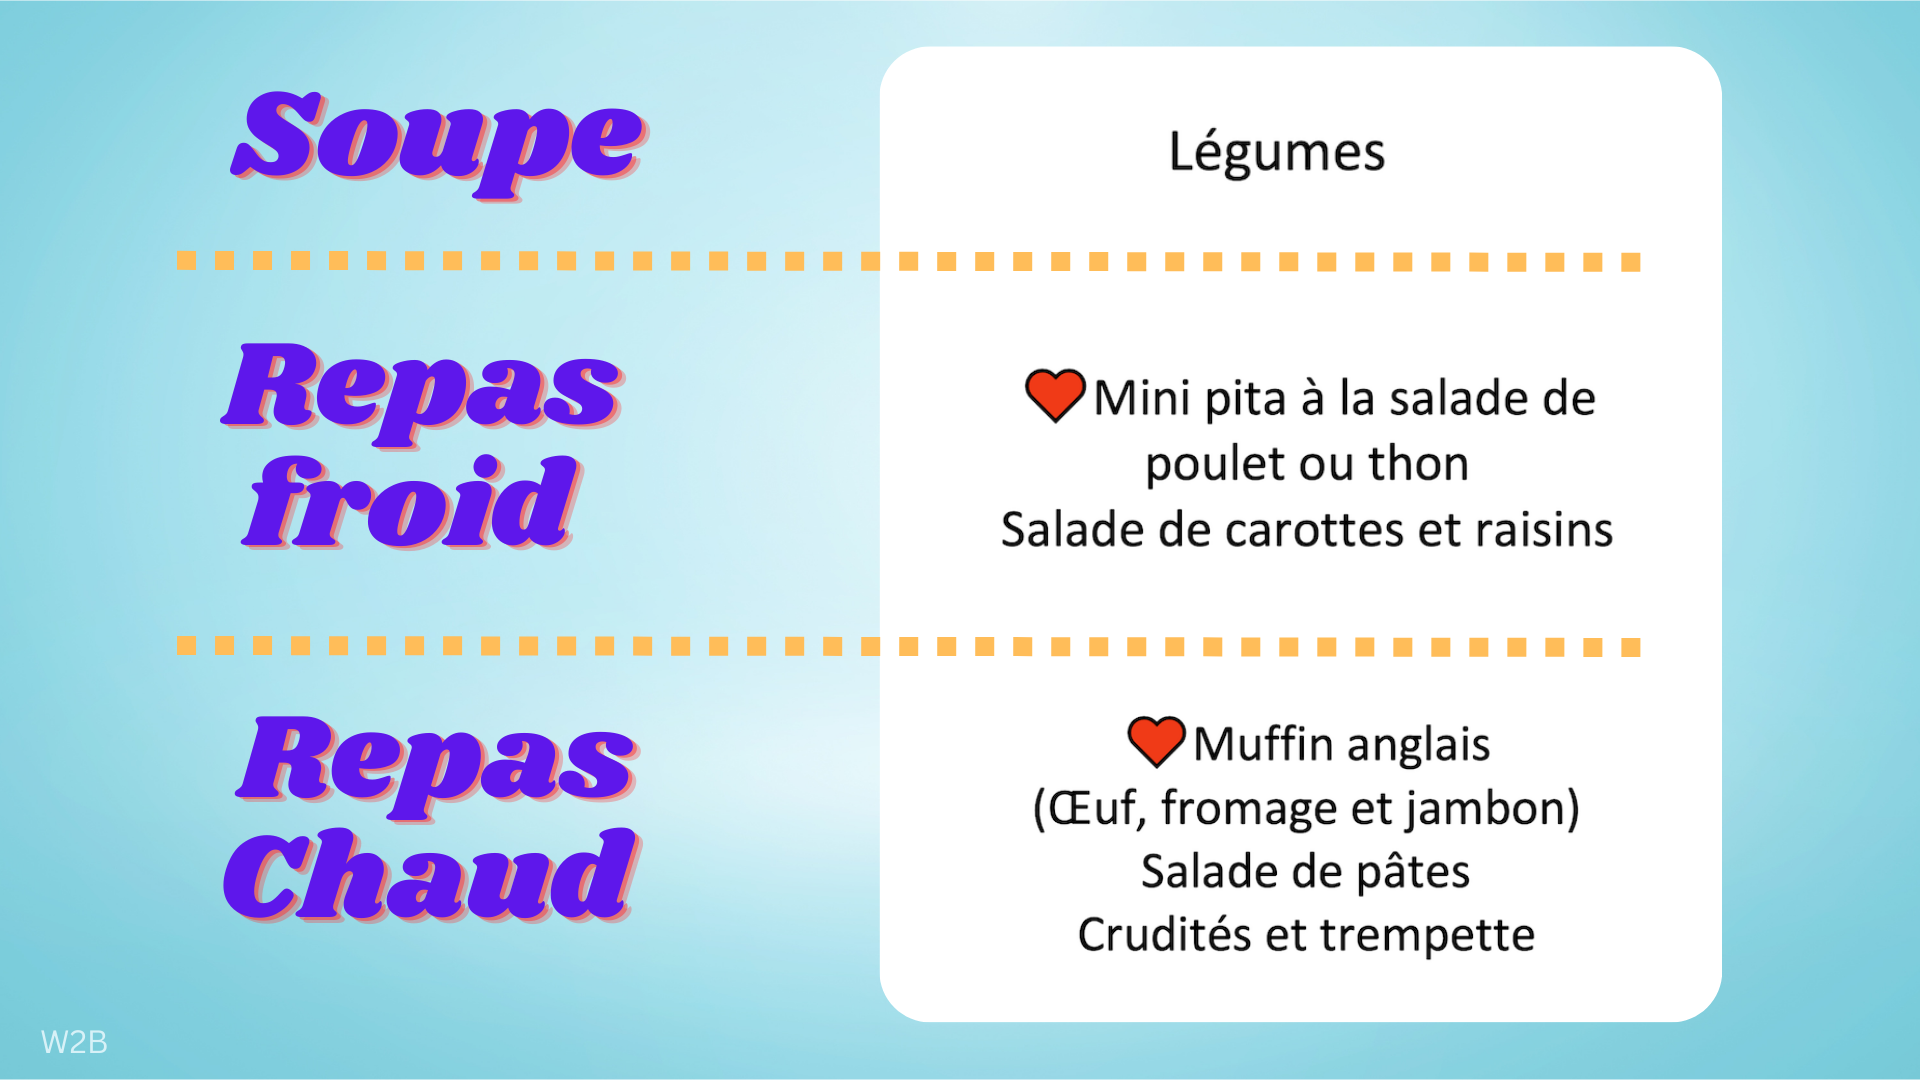 Soupe
Légumes
Repas
froid
Mini pita à la salade de
poulet ou thon
Salade de carottes et raisins
Repas
Chaud
Muffin anglais
(Œuf, fromage et jambon)
Salade de pâtes
Crudités et trempette
W2B